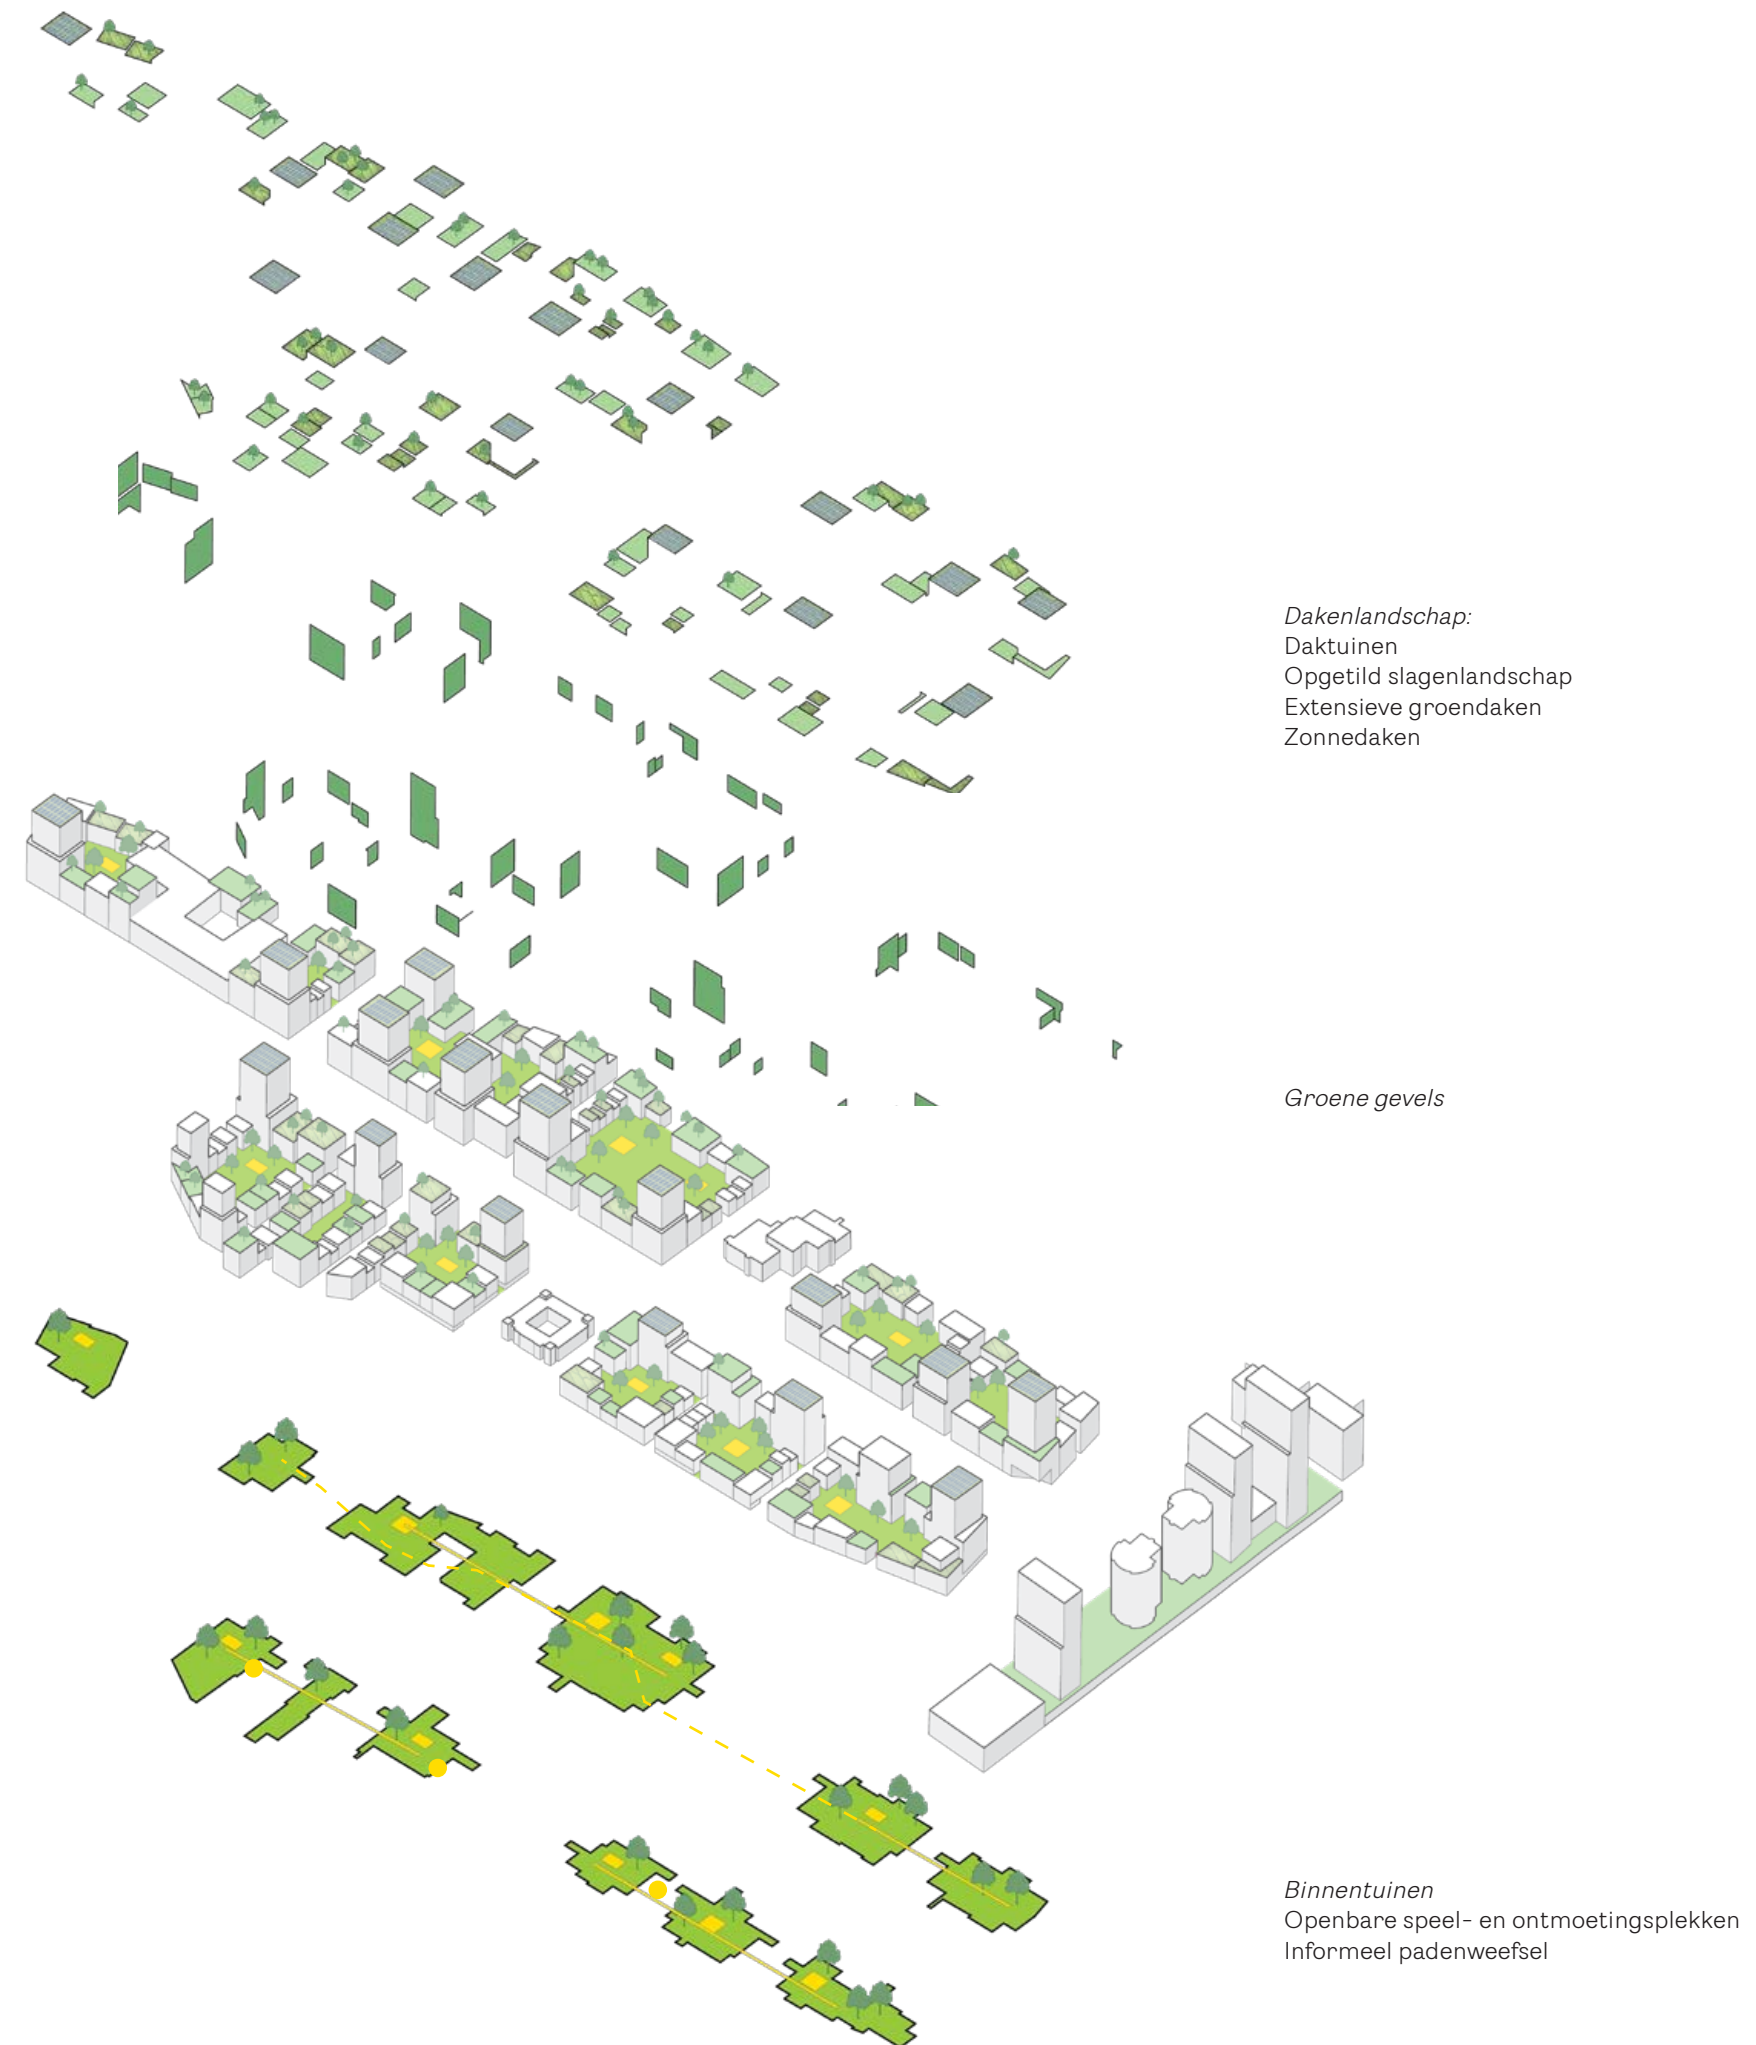 Dakenlandschap:
Daktuinen
Opgetild slagenlandschap
Extensieve groendaken
Zonnedaken
Groene gevels
Binnentuinen
Openbare speel- en ontmoetingsplekken
Informeel padenweefsel